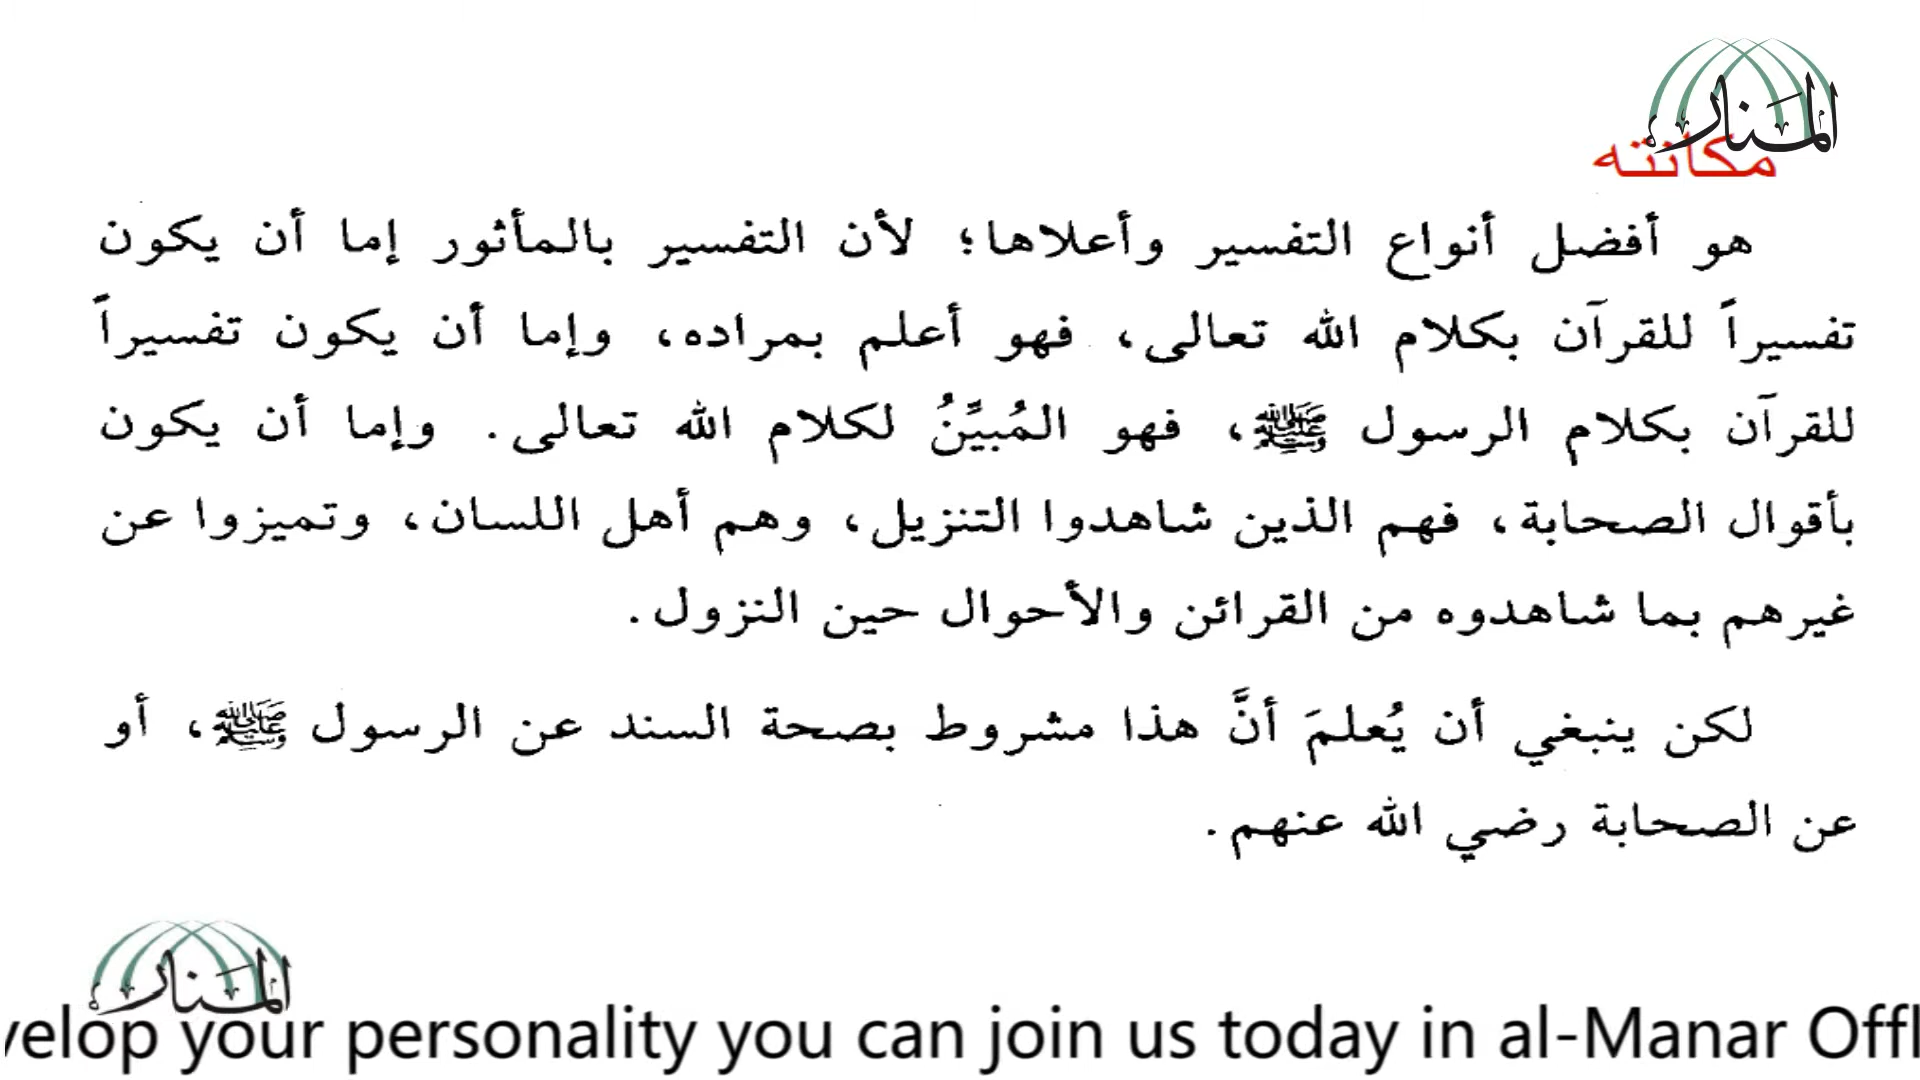 المنار
مكانته
هو أفضل أنواع التفسير وأعلاها؛ لأن التفسير بالمأثور إما أن يكون
تفسيراً للقرآن بكلام الله تعالى، فهو أعلم بمراده، وإما أن يكون تفسيراً
للقرآن بكلام الرسول ﷺ، فهو المُبيِّنُ لكلام الله تعالى. وإما أن يكون
بأقوال الصحابة، فهم الذين شاهدوا التنزيل، وهم أهل اللسان، وتميزوا عن
غيرهم بما شاهدوه من القرائن والأحوال حين النزول.
لكن ينبغي أن يُعلمَ أنَّ هذا مشروط بصحة السند عن الرسول ﷺ، أو
عن الصحابة رضي الله عنهم.
المنار
velop your personality you can join us today in al-Manar Offl